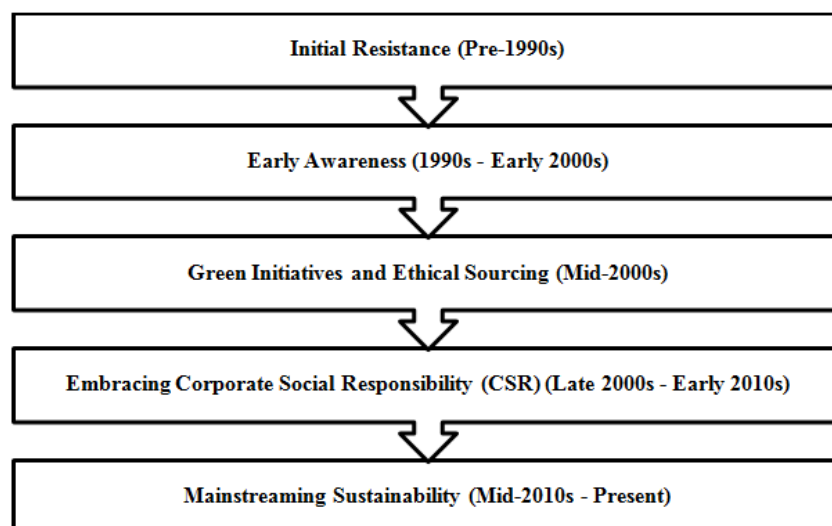 Initial Resistance (Pre-1990s)
Early Awareness (1990s - Early 2000s)
Green Initiatives and Ethical Sourcing (Mid-2000s)
Embracing Corporate Social Responsibility (CSR) (Late 2000s - Early 2010s)
Mainstreaming Sustainability (Mid-2010s - Present)